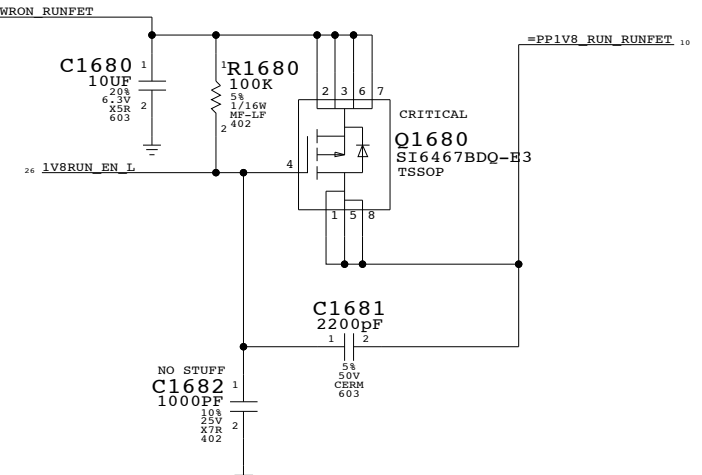 WRON_RUNFET
=PP1V8_RUN_RUNFET 10
C1680
10UF
20%
6.3V
X5R
603
1
2
1
R1680
100K
5%
1/16W
MF-LF
402
2
2 3 6 7
CRITICAL
Q1680
SI6467BDQ-E3
TSSOP
4
26 1V8RUN_EN_L
1 5 8
C1681
2200pF
1 2
5%
50V
CERM
603
NO STUFF
C1682
1000PF
10%
25V
X7R
402
1
2